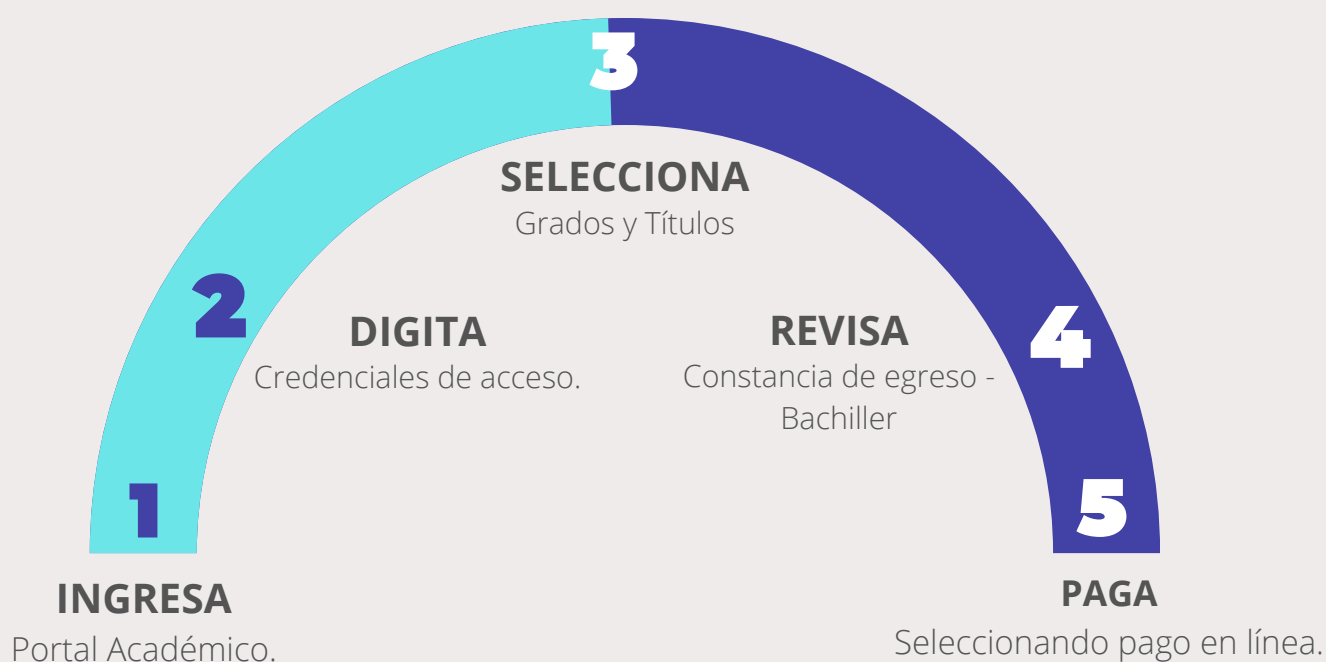 1
INGRESA
Portal Académico.
2
DIGITA
Credenciales de acceso.
3
SELECCIONA
Grados y Títulos
4
REVISA
Constancia de egreso -
Bachiller
5
PAGA
Seleccionando pago en línea.